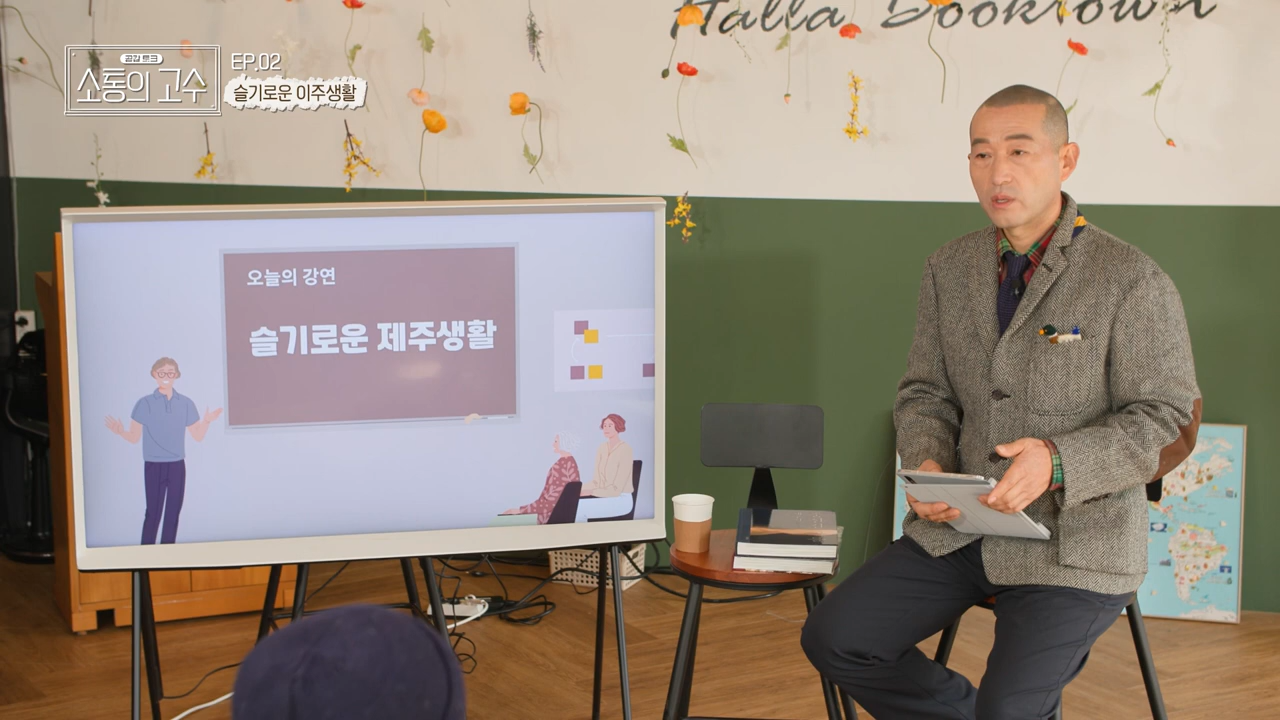 Halla Booktown
공감 토크
소통의 고수
EP.02
슬기로운 이주생활
오늘의 강연
슬기로운 제주생활